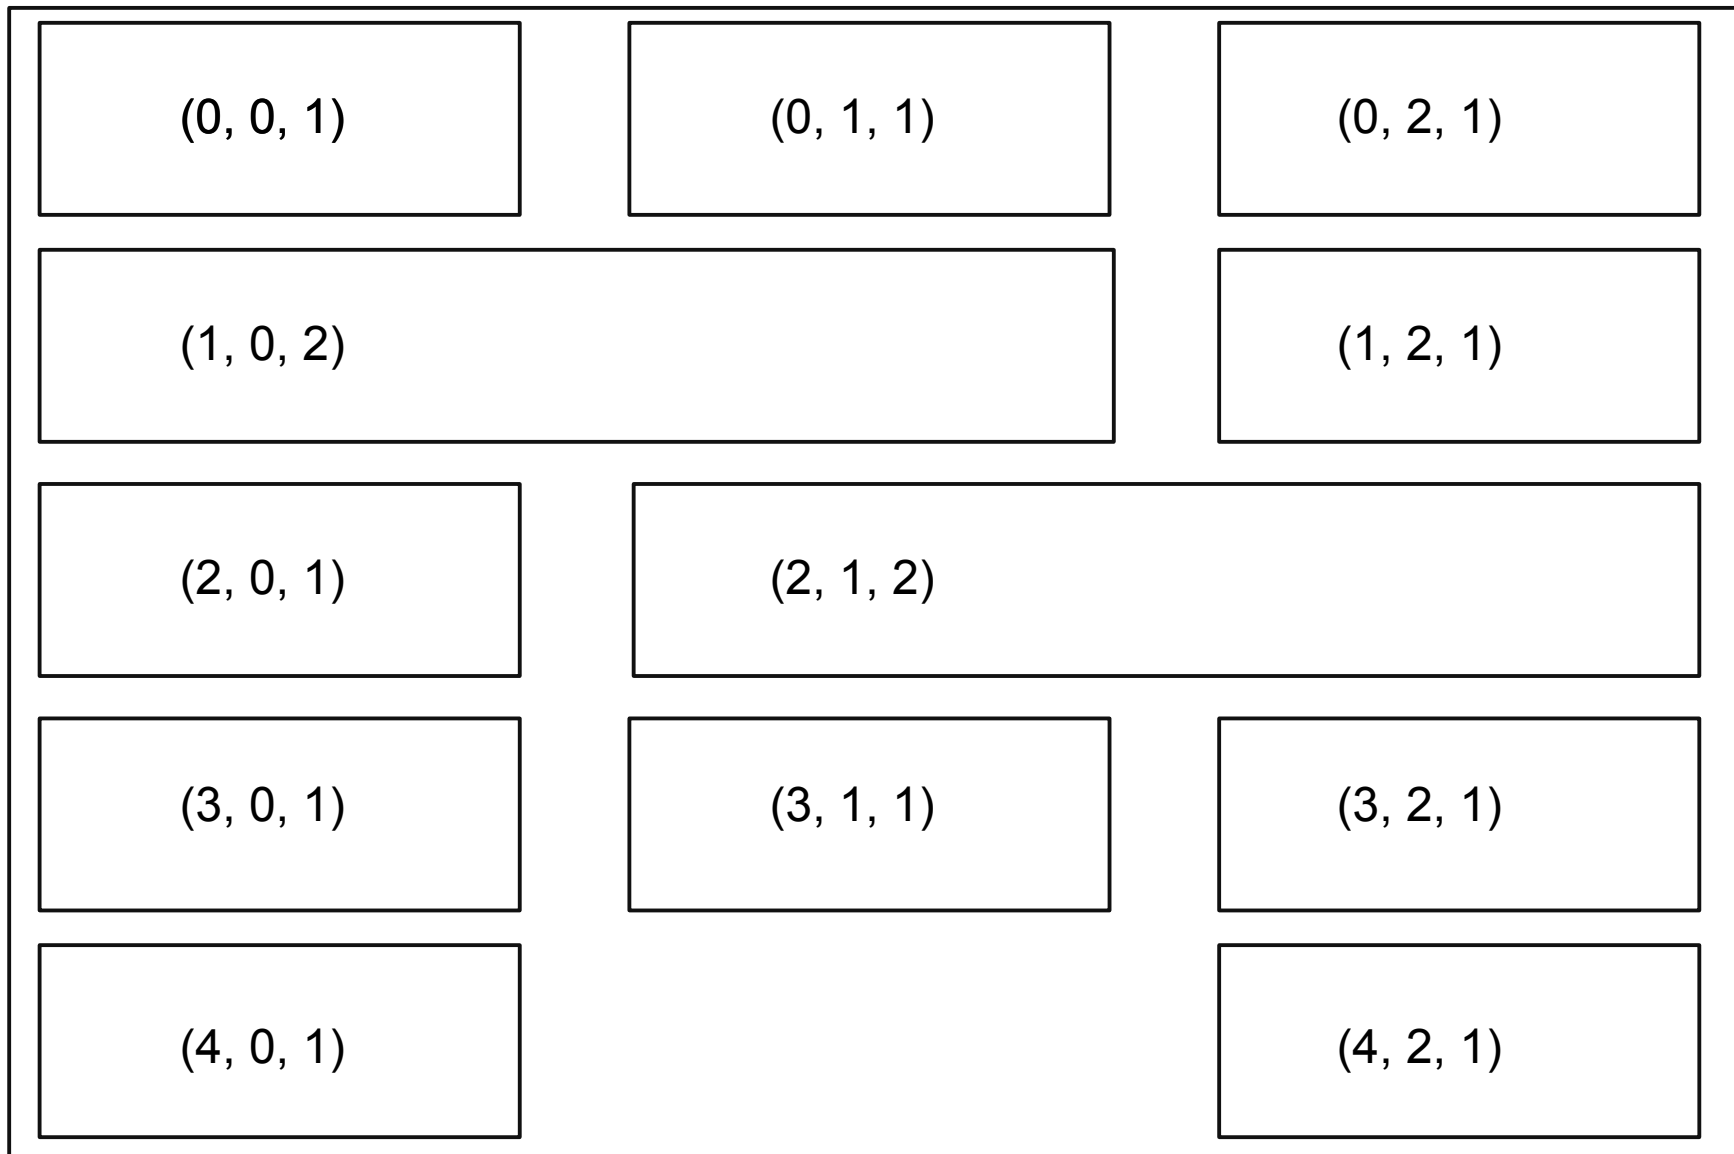 (0, 0, 1) (0, 1, 1) (0, 2, 1)
(1, 0, 2) (1, 2, 1)
(2, 0, 1) (2, 1, 2)
(3, 0, 1) (3, 1, 1) (3, 2, 1)
(4, 0, 1) (4, 2, 1)